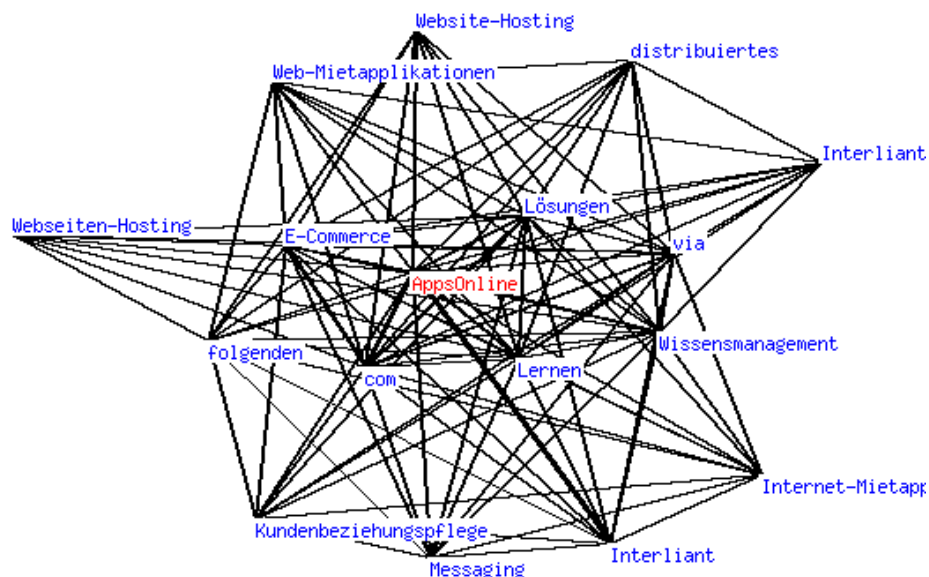 Website-Hosting
distribuiertes
Web-Mietapplikationen
Interliant
Lösungen
Webseiten-Hosting
E-Commerce
via
AppsOnline
Wissensmanagement
folgenden
Lernen
com
Internet-Mietapp
Kundenbeziehungspflege
Interliant
Messaging